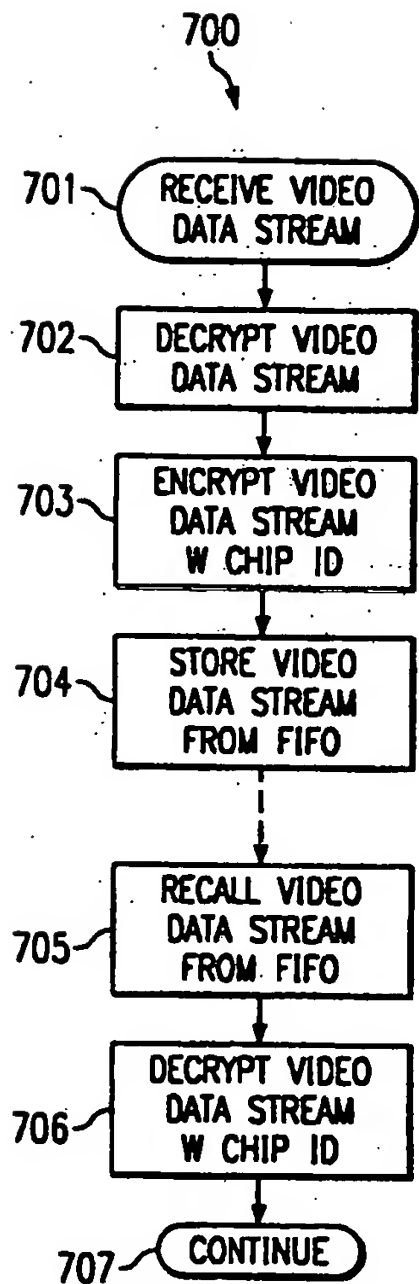 700
701
RECEIVE VIDEO
DATA STREAM
702
DECRYPT VIDEO
DATA STREAM
703
ENCRYPT VIDEO
DATA STREAM
W CHIP ID
704
STORE VIDEO
DATA STREAM
FROM FIFO
705
RECALL VIDEO
DATA STREAM
FROM FIFO
706
DECRYPT VIDEO
DATA STREAM
W CHIP ID
707
CONTINUE